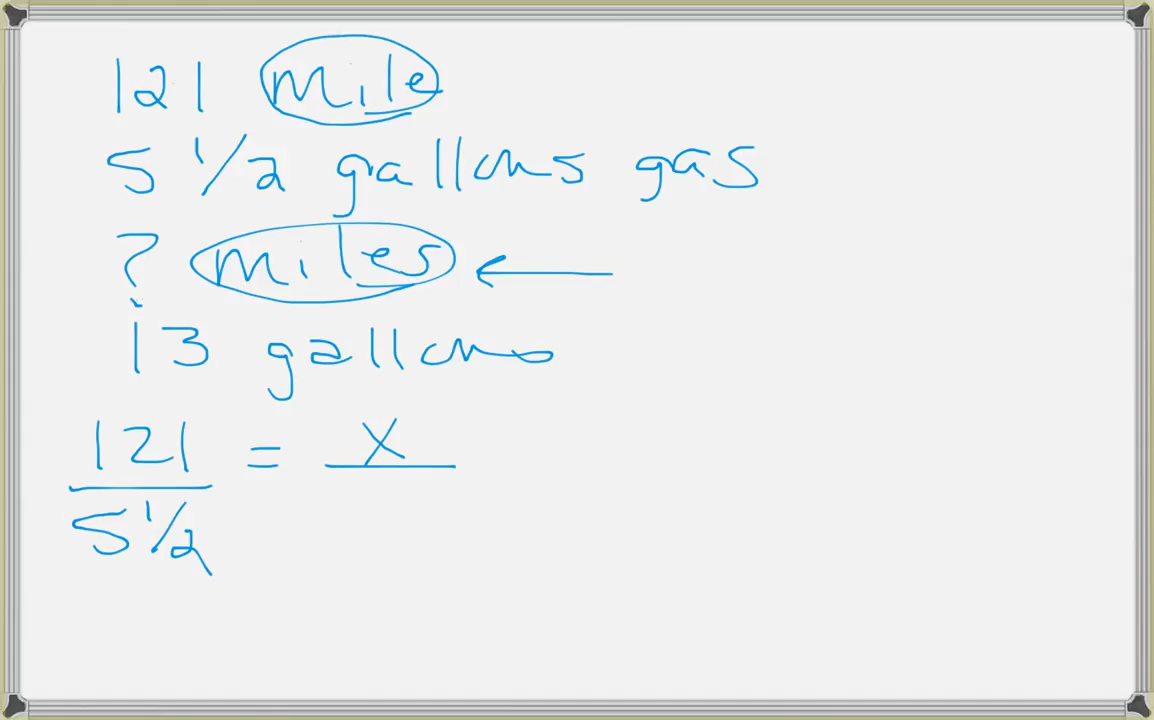 121 mile
5 1/2 gallons gas
? miles
13 gallons
121 = X
5 1/2